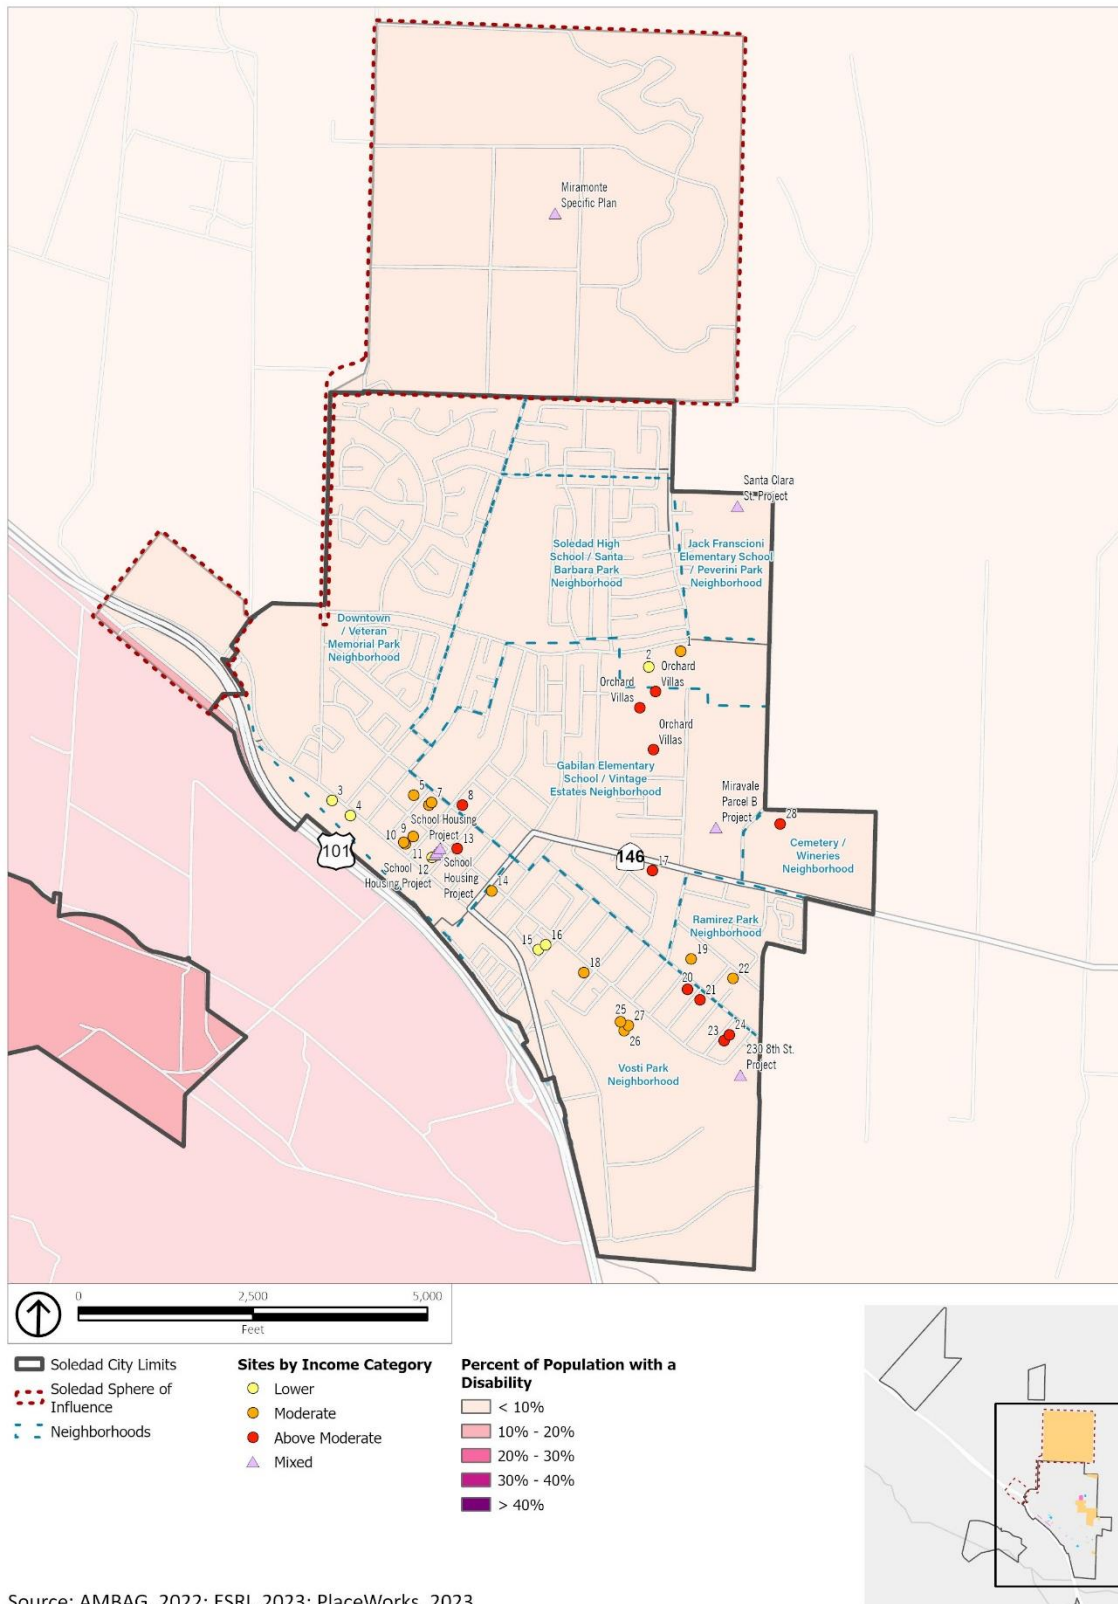 Miramonte
Specific Plan
Santa Clara
St. Project
Soledad High
School / Santa
Barbara Park
Neighborhood
Jack Franscioni
Elementary School
/ Peverini Park
Neighborhood
Downtown
/ Veteran
Memorial Park
Neighborhood
1
2
Orchard
Villas
Orchard
Villas
Orchard
Villas
Gabilan Elementary
School / Vintage
Estates Neighborhood
Miravale
Parcel B
Project
28
Cemetery /
Wineries
Neighborhood
3
4
5
7
8
School Housing
Project
9
10
11
12
13
School
Housing Project
School
Housing
Project
101
146
14
17
Ramirez Park
Neighborhood
15
16
18
19
20
21
22
23
24
25
27
26
230 8th St.
Project
Vosti Park
Neighborhood
0 2,500 5,000
Feet
Soledad City Limits
Soledad Sphere of
Influence
Neighborhoods
Sites by Income Category
Lower
Moderate
Above Moderate
Mixed
Percent of Population with a
Disability
< 10%
10% - 20%
20% - 30%
30% - 40%
> 40%
Source: AMBAG, 2022; ESRI, 2023; PlaceWorks, 2023